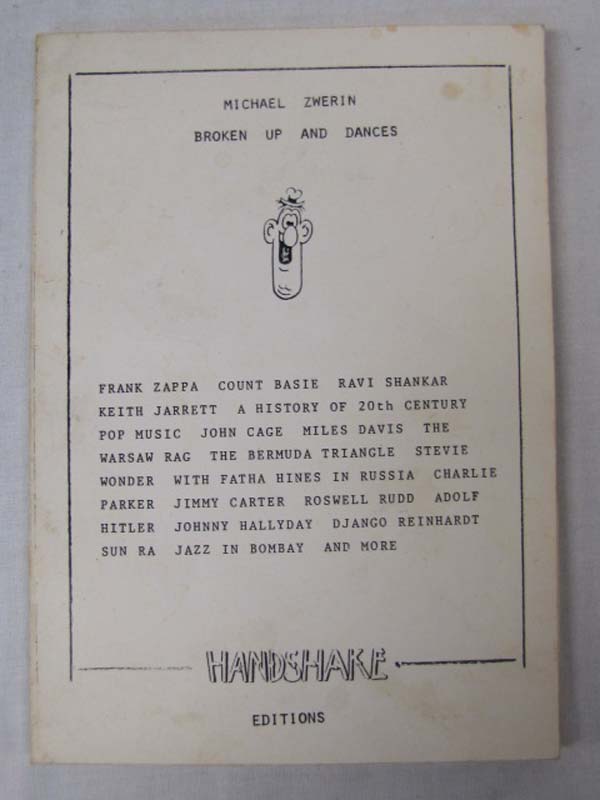 MICHAEL ZWERIN
BROKEN UP AND DANCES
FRANK ZAPPA COUNT BASIE RAVI SHANKAR
KEITH JARRETT A HISTORY OF 20th CENTURY
POP MUSIC JOHN CAGE MILES DAVIS THE
WARSAW RAG THE BERMUDA TRIANGLE STEVIE
WONDER WITH FATHA HINES IN RUSSIA CHARLIE
PARKER JIMMY CARTER ROSWELL RUDD ADOLF
HITLER JOHNNY HALLYDAY DJANGO REINHARDT
SUN RA JAZZ IN BOMBAY AND MORE
HANDSHAKE
EDITIONS